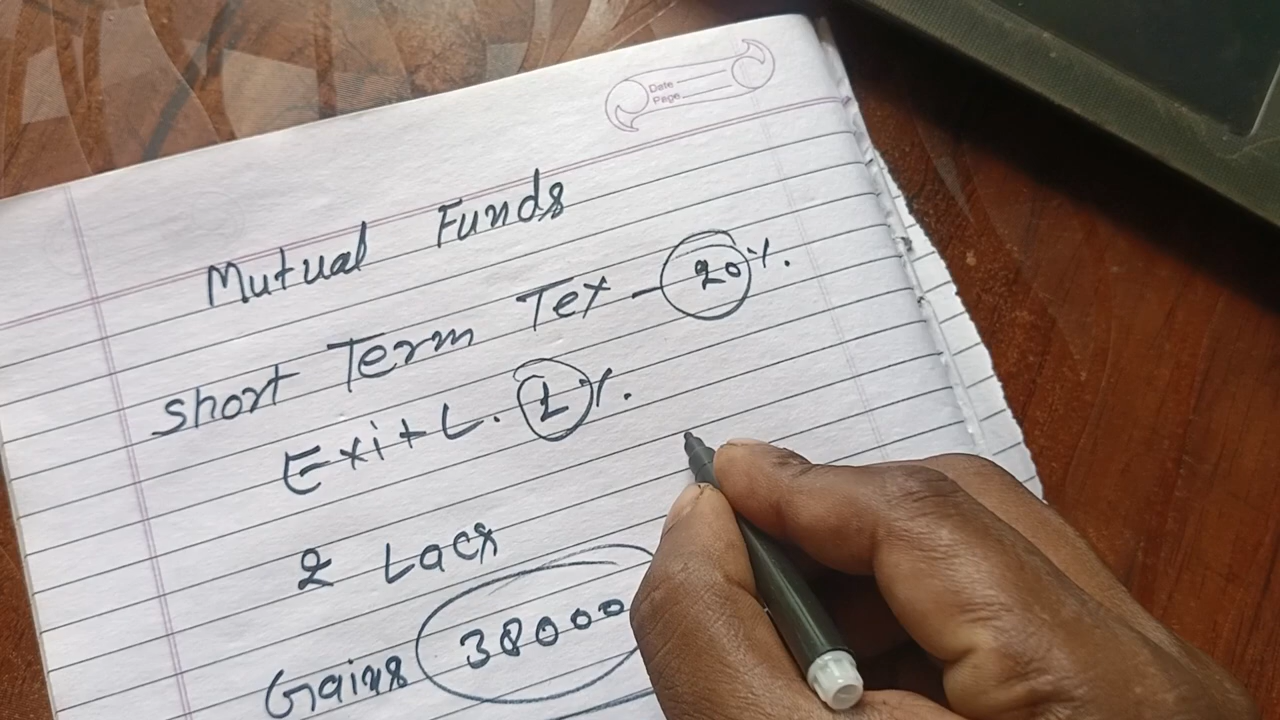 Date
Page
Mutual Funds
Short Term Tex - 20%.
Exit L. 1%.
2 Lacs
Gains 38000